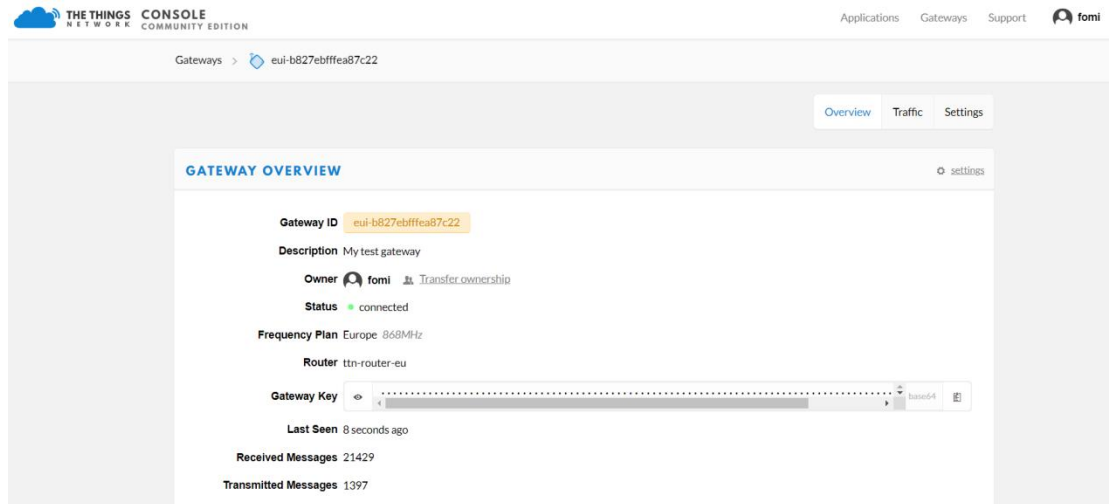 THE THINGS NETWORK CONSOLE COMMUNITY EDITION
Applications Gateways Support fomi
Gateways > eui-b827ebfffea87c22
Overview Traffic Settings
GATEWAY OVERVIEW settings
Gateway ID eui-b827ebfffea87c22
Description My test gateway
Owner fomi Transfer ownership
Status connected
Frequency Plan Europe 868MHz
Router ttn-router-eu
Gateway Key base64
Last Seen 8 seconds ago
Received Messages 21429
Transmitted Messages 1397